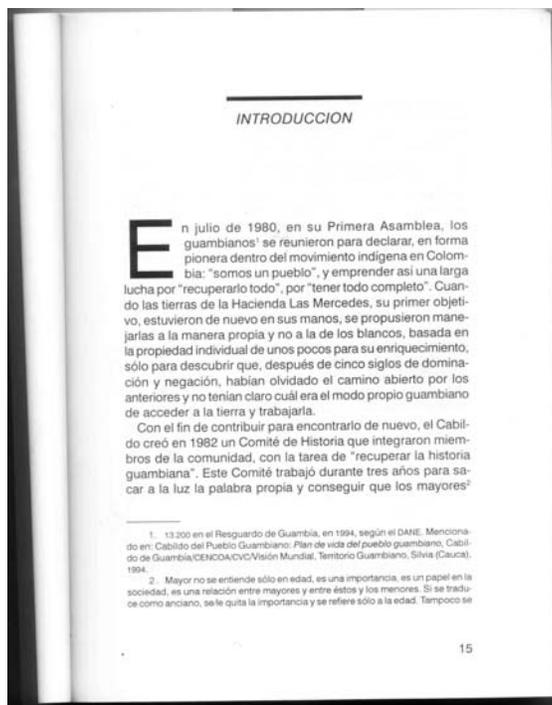 INTRODUCCION
En julio de 1980, en su Primera Asamblea, los
guambianos¹ se reunieron para declarar, en forma
pionera dentro del movimiento indígena en Colom-
bia: "somos un pueblo", y emprender así una larga
lucha por "recuperarlo todo", por "tener todo completo". Cuan-
do las tierras de la Hacienda Las Mercedes, su primer objeti-
vo, estuvieron de nuevo en sus manos, se propusieron mane-
jarlas a la manera propia y no a la de los blancos, basada en
la propiedad individual de unos pocos para su enriquecimiento,
sólo para descubrir que, después de cinco siglos de domina-
ción y negación, habían olvidado el camino abierto por los
anteriores y no tenían claro cuál era el modo propio guambiano
de acceder a la tierra y trabajarla.
Con el fin de contribuir para encontrarlo de nuevo, el Cabil-
do creó en 1982 un Comité de Historia que integraron miem-
bros de la comunidad, con la tarea de "recuperar la historia
guambiana". Este Comité trabajó durante tres años para sa-
car a la luz la palabra propia y conseguir que los mayores²
1. 13.200 en el Resguardo de Guambía, en 1994, según el DANE. Menciona-
do en: Cabildo del Pueblo Guambiano: Plan de vida del pueblo guambiano, Cabil-
do de Guambía/CENCOA/CVC/Visión Mundial, Territorio Guambiano, Silvia (Cauca),
1994.
2. Mayor no se entiende sólo en edad, es una importancia, es un papel en la
sociedad, es una relación entre mayores y entre éstos y los menores. Si se tradu-
ce como anciano, se le quita la importancia y se refiere sólo a la edad. Tampoco se
15